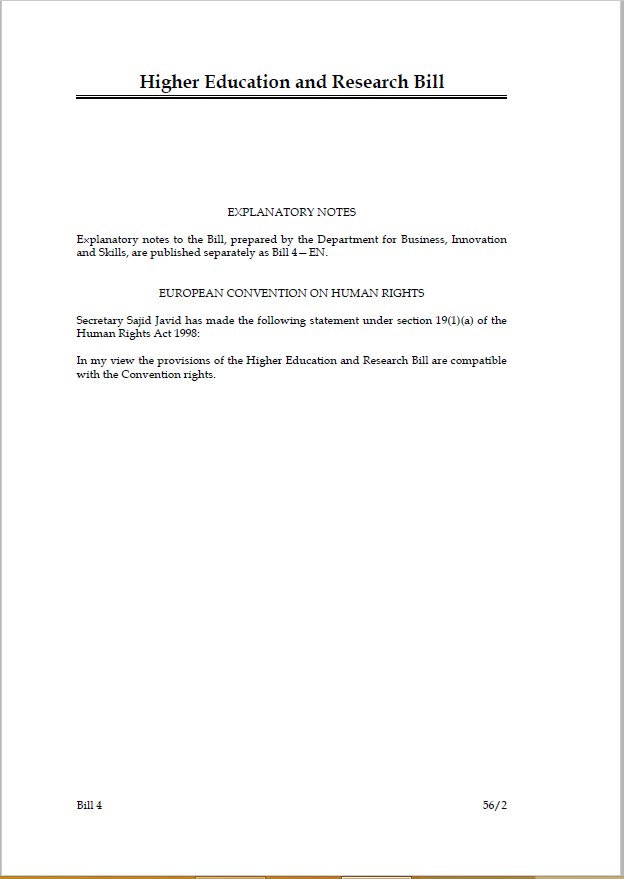 Higher Education and Research Bill
EXPLANATORY NOTES
Explanatory notes to the Bill, prepared by the Department for Business, Innovation
and Skills, are published separately as Bill 4—EN.
EUROPEAN CONVENTION ON HUMAN RIGHTS
Secretary Sajid Javid has made the following statement under section 19(1)(a) of the
Human Rights Act 1998:
In my view the provisions of the Higher Education and Research Bill are compatible
with the Convention rights.
Bill 4
56/2